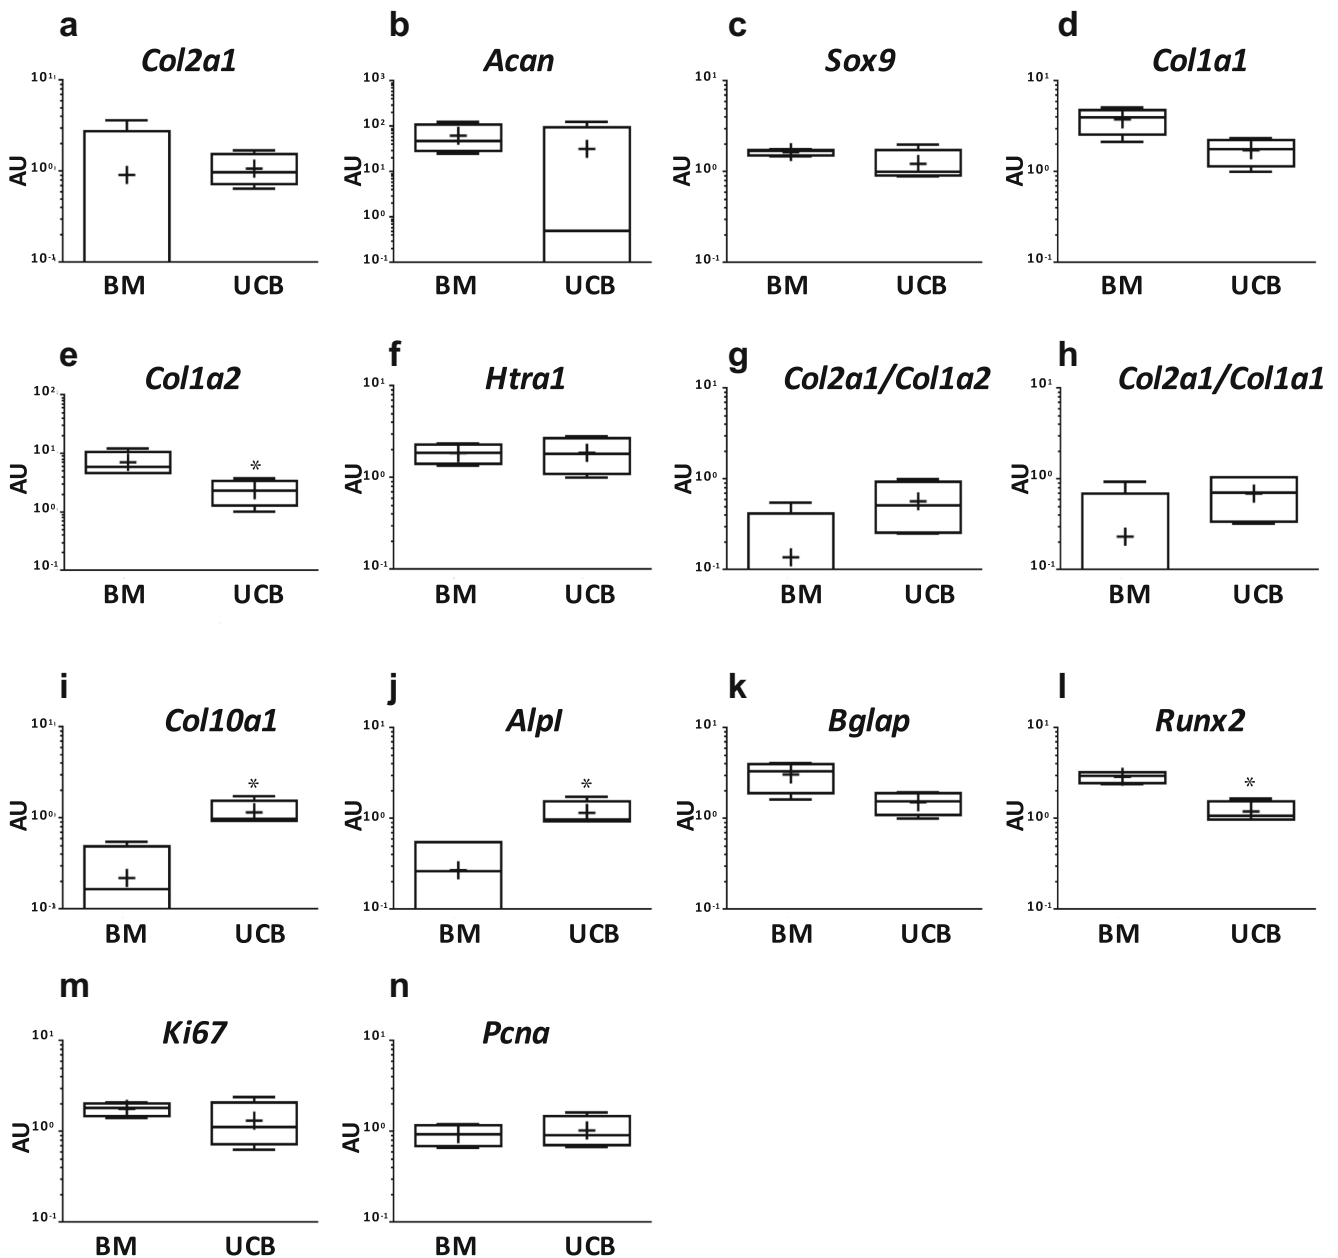 a b c d
Col2a1 Acan Sox9 Col1a1
10¹ 10³ 10¹ 10¹
10² 
10⁰ 10¹ 10⁰ 10⁰
10⁰
10⁻¹ 10⁻¹ 10⁻¹ 10⁻¹
AU AU AU AU
BM UCB BM UCB BM UCB BM UCB
e f g h
Col1a2 Htra1 Col2a1/Col1a2 Col2a1/Col1a1
10² 10¹ 10¹ 10¹
10¹
*
10⁰ 10⁰ 10⁰ 10⁰
10⁻¹ 10⁻¹ 10⁻¹ 10⁻¹
AU AU AU AU
BM UCB BM UCB BM UCB BM UCB
i j k l
Col10a1 Alpl Bglap Runx2
10¹ 10¹ 10¹ 10¹
* * *
10⁰ 10⁰ 10⁰ 10⁰
10⁻¹ 10⁻¹ 10⁻¹
AU AU AU AU
BM UCB BM UCB BM UCB BM UCB
m n
Ki67 Pcna
10¹ 10¹
10⁰ 10⁰
10⁻¹ 10⁻¹
AU AU
BM UCB BM UCB